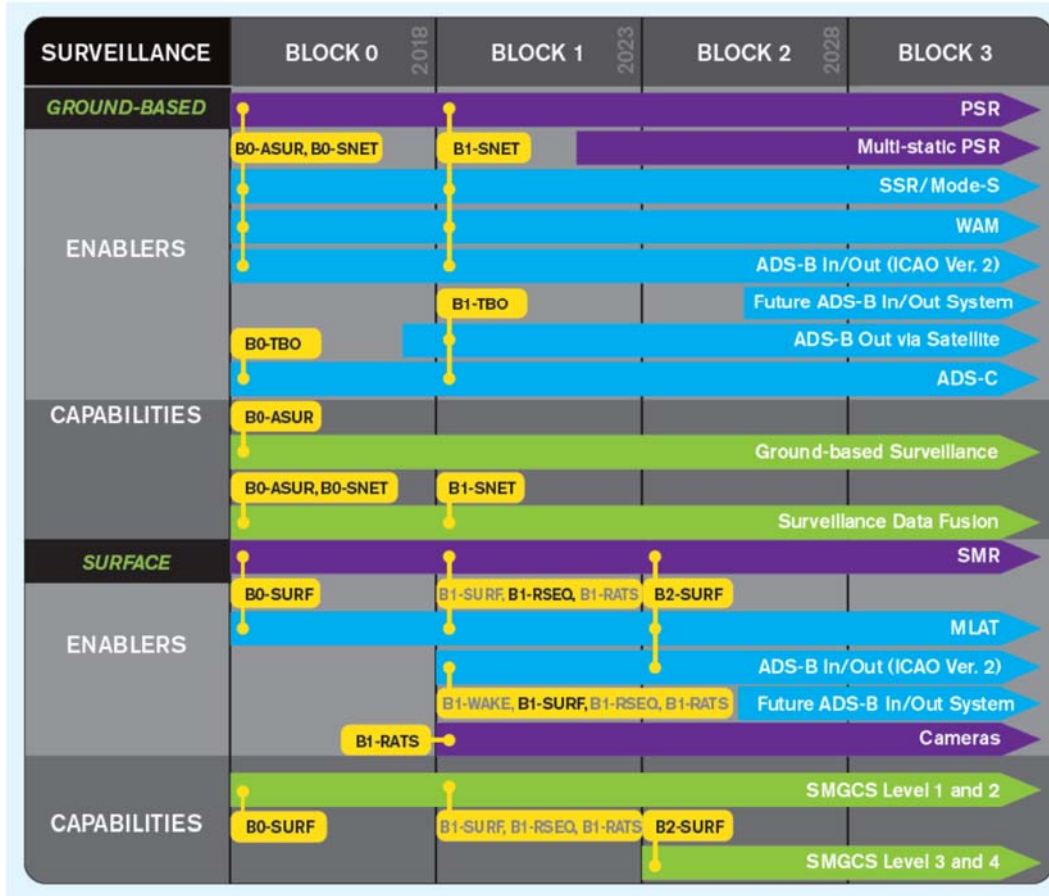 SURVEILLANCE BLOCK 0 2018 BLOCK 1 2023 BLOCK 2 2028 BLOCK 3
GROUND-BASED PSR
B0-ASUR, B0-SNET B1-SNET Multi-static PSR
SSR/Mode-S
WAM
ENABLERS
ADS-B In/Out (ICAO Ver. 2)
B1-TBO Future ADS-B In/Out System
B0-TBO ADS-B Out via Satellite
ADS-C
CAPABILITIES B0-ASUR
Ground-based Surveillance
B0-ASUR, B0-SNET B1-SNET
Surveillance Data Fusion
SURFACE SMR
B0-SURF B1-SURF, B1-RSEQ, B1-RATS B2-SURF
ENABLERS MLAT
ADS-B In/Out (ICAO Ver. 2)
B1-WAKE, B1-SURF, B1-RSEQ, B1-RATS Future ADS-B In/Out System
B1-RATS Cameras
SMGCS Level 1 and 2
CAPABILITIES B0-SURF B1-SURF, B1-RSEQ, B1-RATS B2-SURF
SMGCS Level 3 and 4